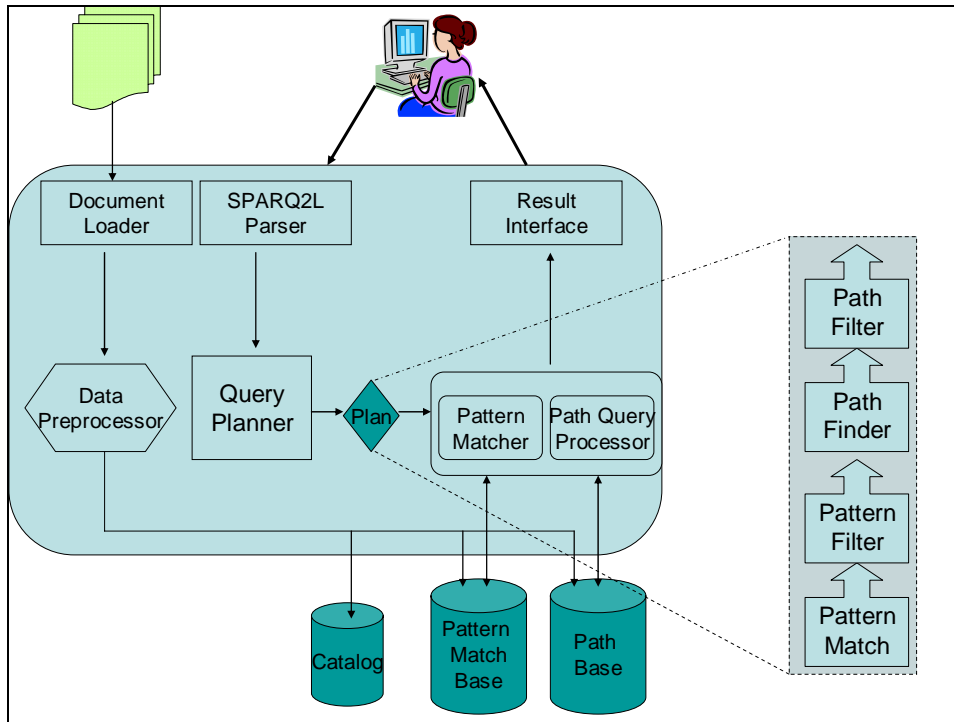 Document
Loader
SPARQ2L
Parser
Result
Interface
Data
Preprocessor
Query
Planner
Plan
Pattern
Matcher
Path Query
Processor
Catalog
Pattern
Match
Base
Path
Base
Path
Filter
Path
Finder
Pattern
Filter
Pattern
Match